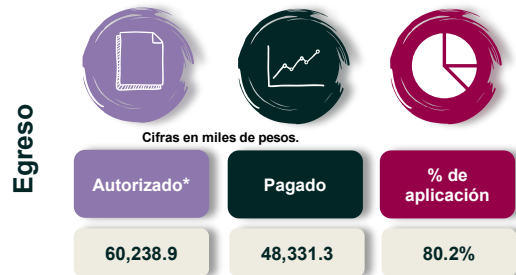 Egreso
Cifras en miles de pesos.
Autorizado*
Pagado
% de
aplicación
60,238.9
48,331.3
80.2%